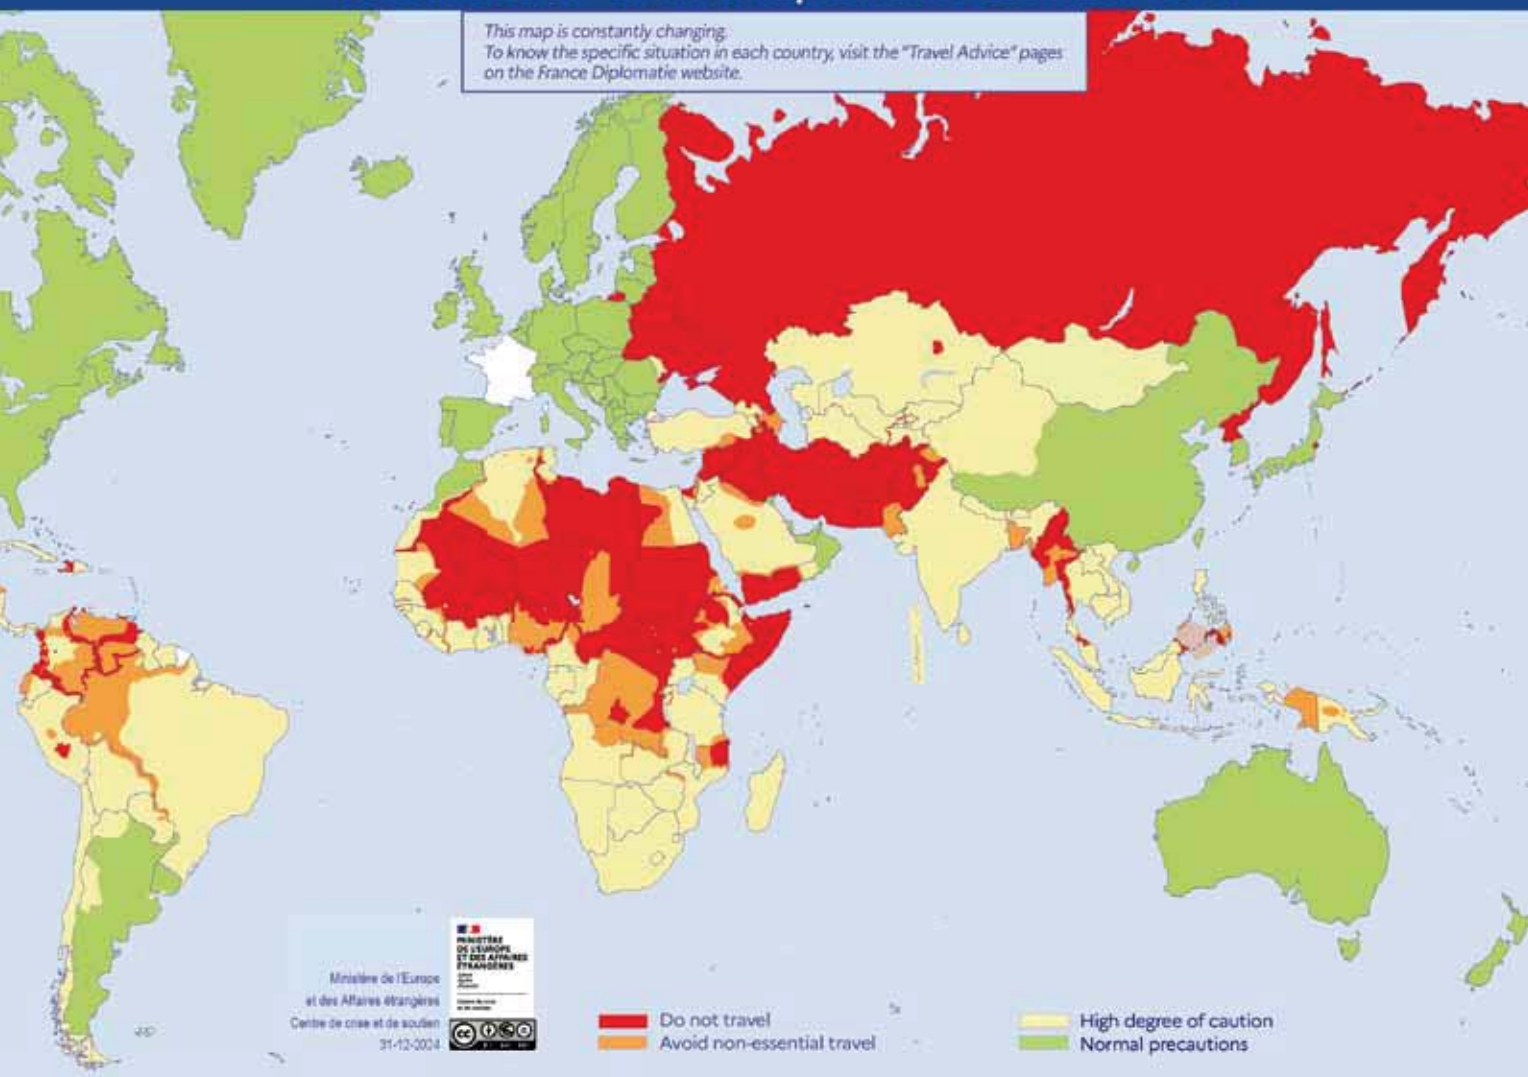 This map is constantly changing.
To know the specific situation in each country, visit the "Travel Advice" pages
on the France Diplomatie website.
MINISTÈRE
DE L'EUROPE
ET DES AFFAIRES
ÉTRANGÈRES
Ministère de l'Europe
et des Affaires étrangères
Centre de crise et de soutien
31-12-2024
cc
Do not travel
Avoid non-essential travel
High degree of caution
Normal precautions